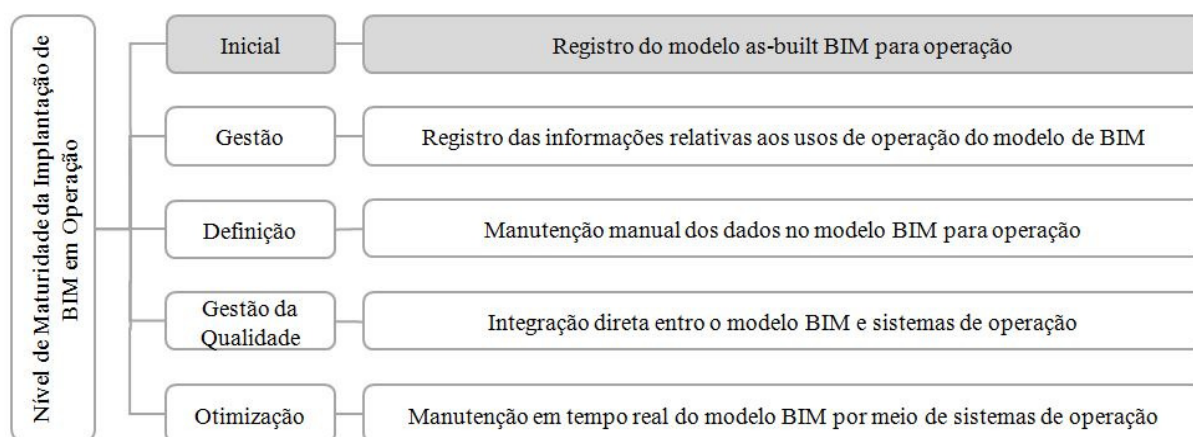 Nível de Maturidade da Implantação de
BIM em Operação
Inicial
Registro do modelo as-built BIM para operação
Gestão
Registro das informações relativas aos usos de operação do modelo de BIM
Definição
Manutenção manual dos dados no modelo BIM para operação
Gestão da
Qualidade
Integração direta entre o modelo BIM e sistemas de operação
Otimização
Manutenção em tempo real do modelo BIM por meio de sistemas de operação